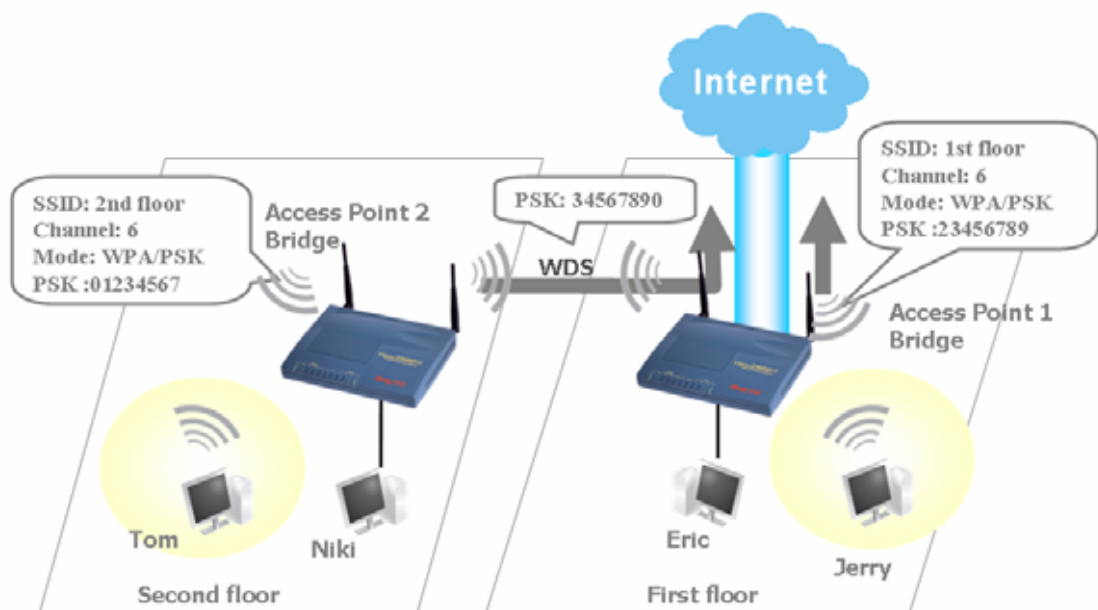 Internet
SSID: 1st floor
Channel: 6
Mode: WPA/PSK
PSK :23456789
SSID: 2nd floor
Channel: 6
Mode: WPA/PSK
PSK :01234567
PSK: 34567890
Access Point 2
Bridge
WDS
Access Point 1
Bridge
Tom
Niki
Eric
Jerry
Second floor
First floor